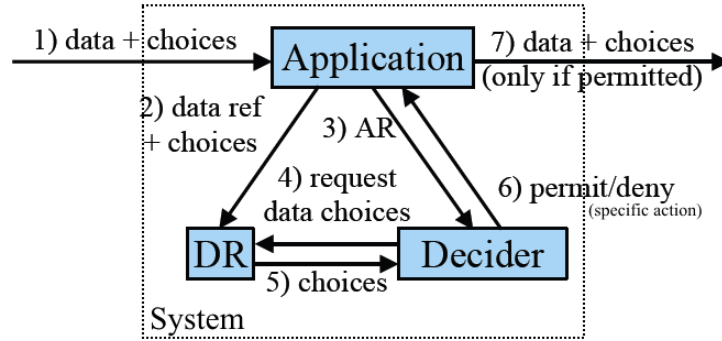 1) data + choices
Application
7) data + choices
(only if permitted)
2) data ref
+ choices
3) AR
4) request
data choices
6) permit/deny
(specific action)
DR
Decider
5) choices
System